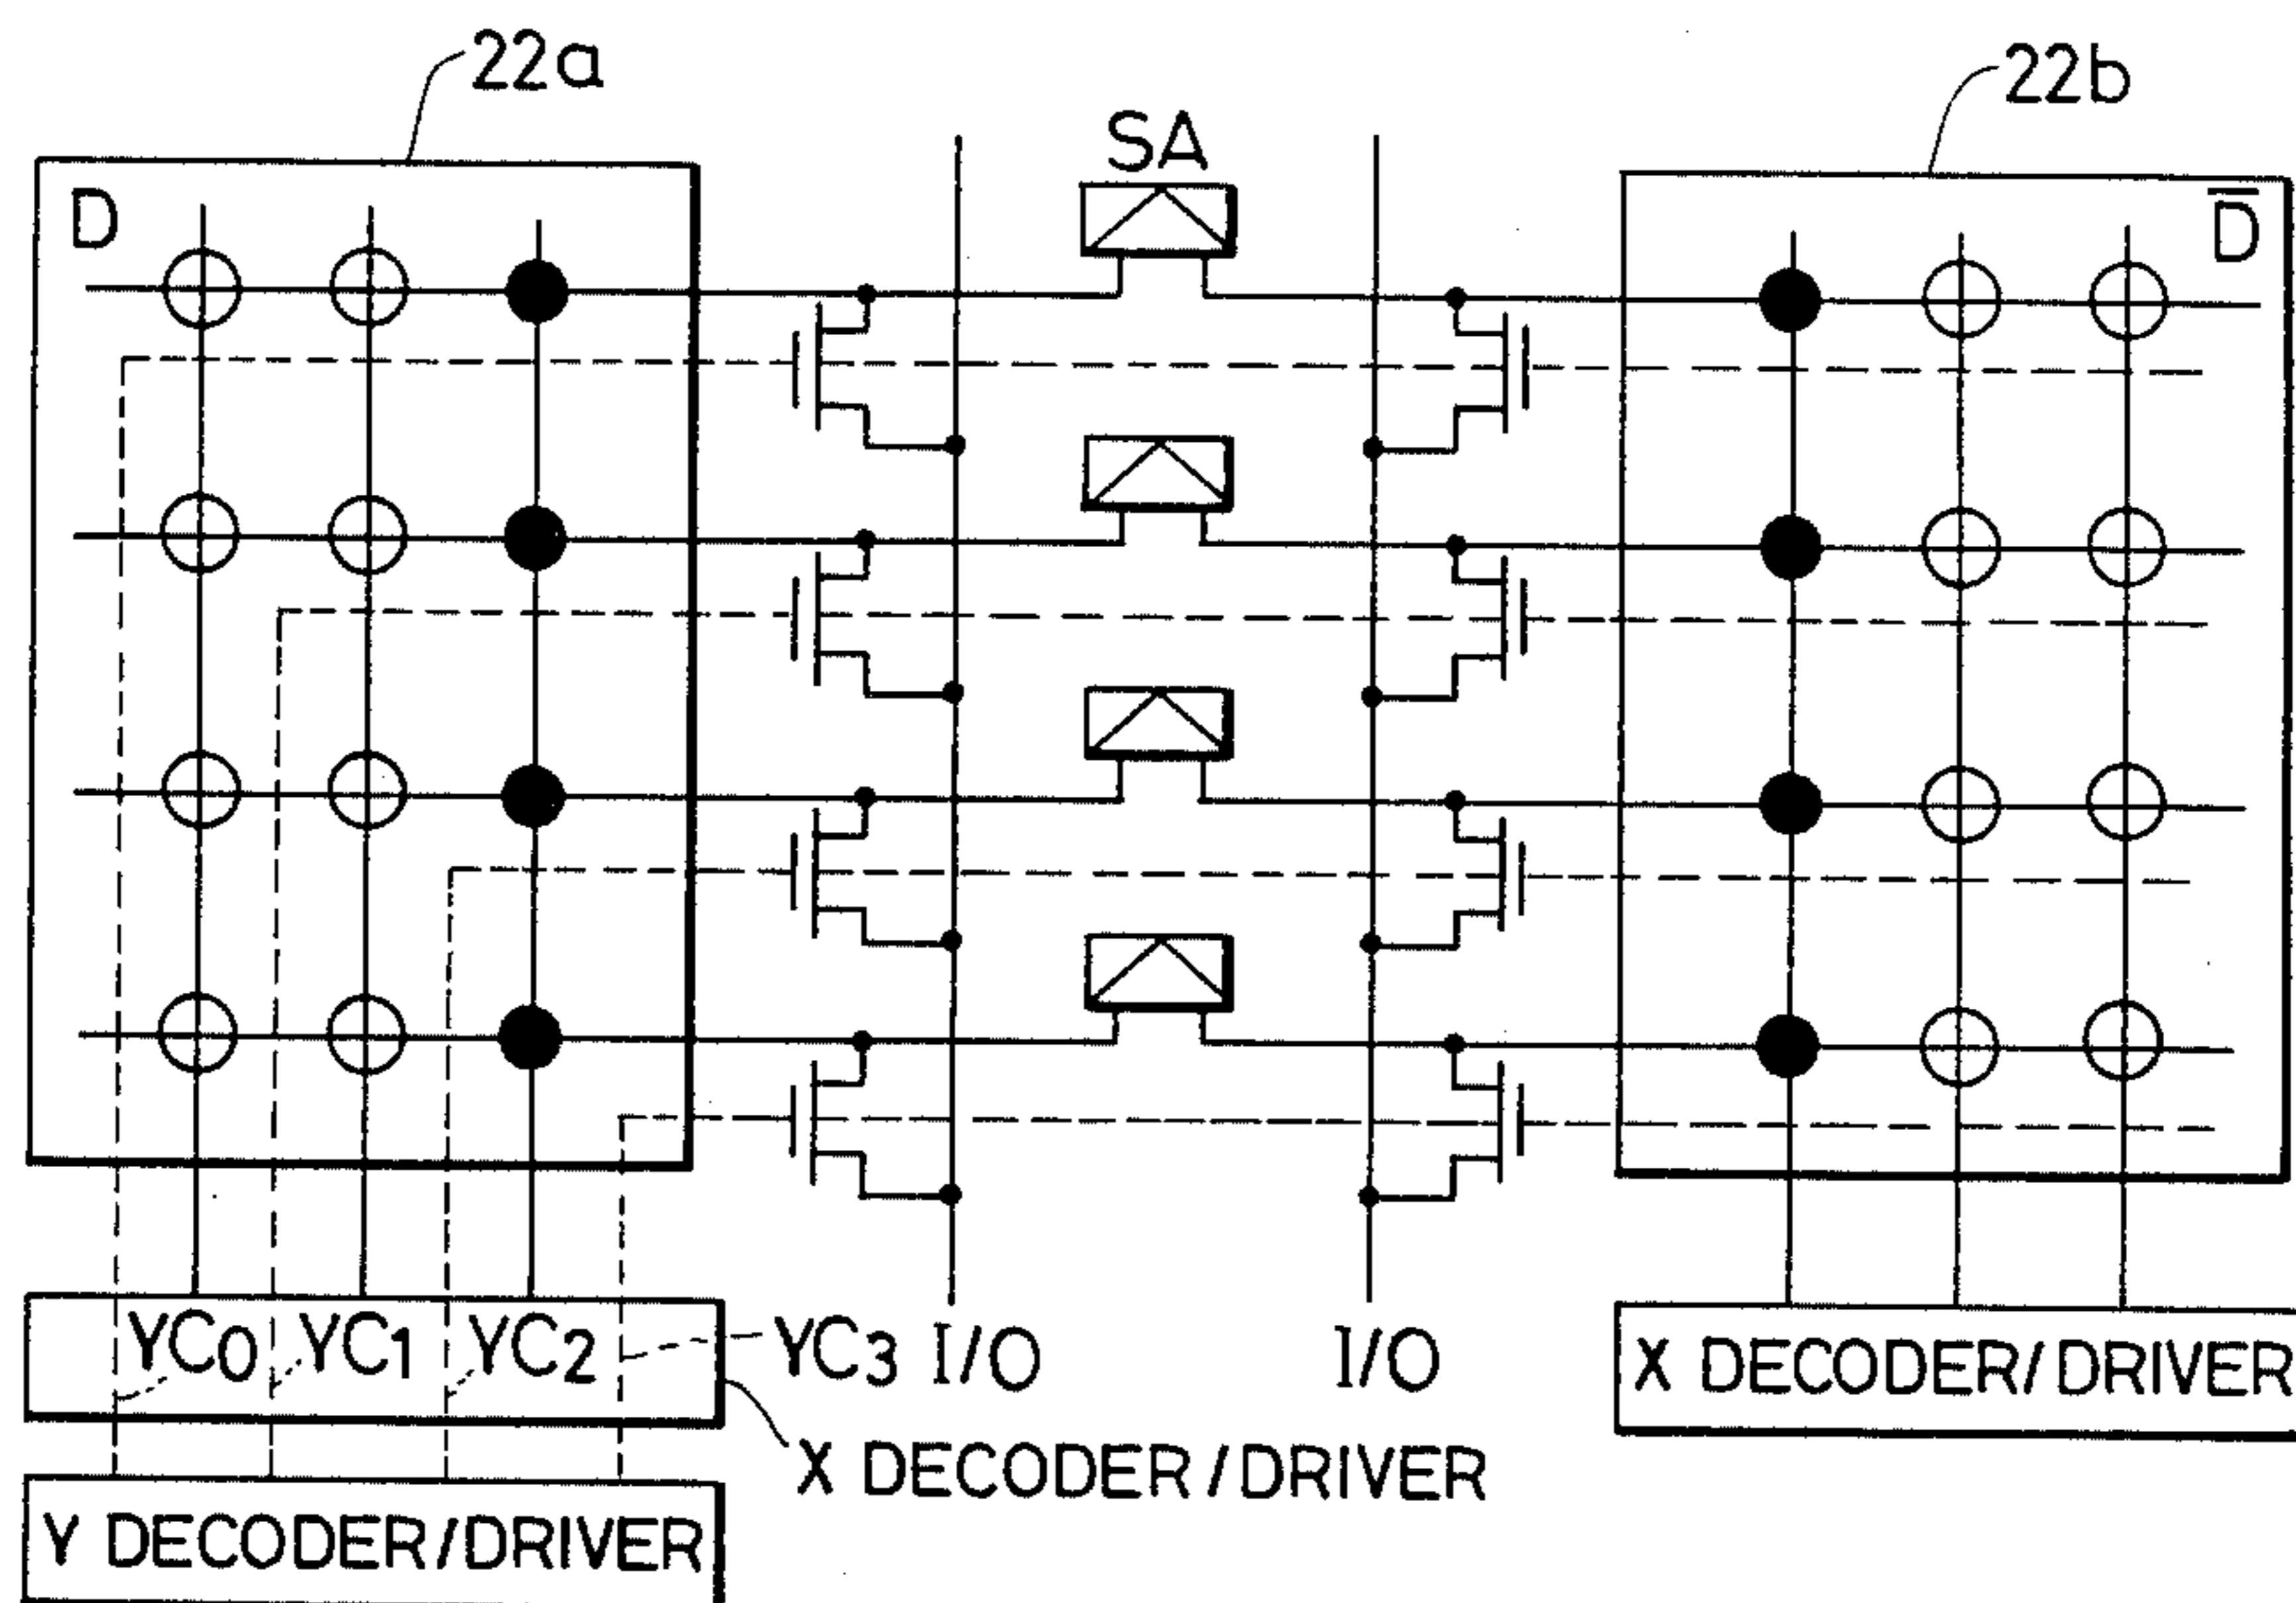 22a
22b
SA
D
D̅
YC0
YC1
YC2
YC3
I/O
I/O
X DECODER/DRIVER
X DECODER/DRIVER
Y DECODER/DRIVER